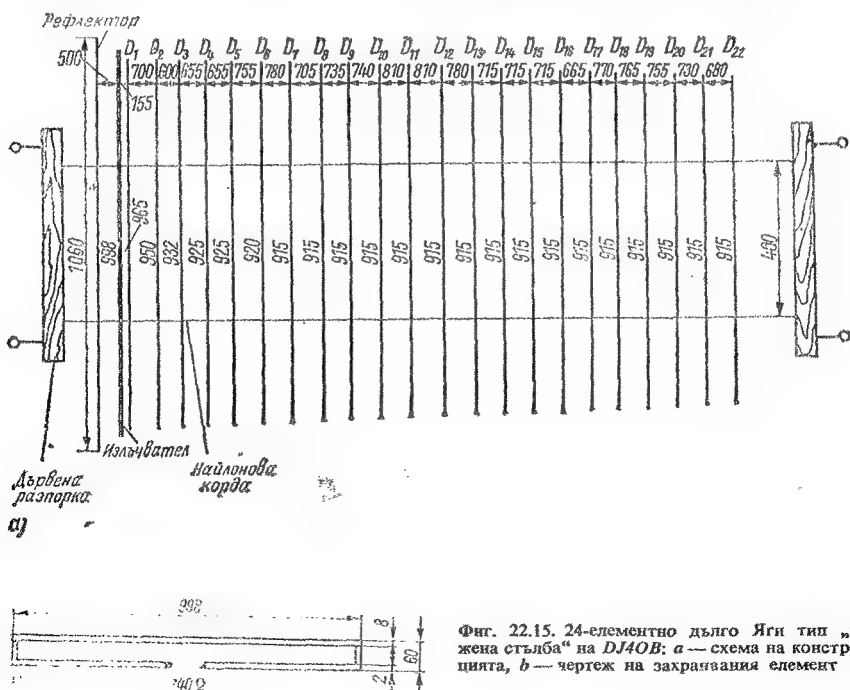 Рефлектор
D1 D2 D3 D4 D5 D6 D7 D8 D9 D10 D11 D12 D13 D14 D15 D16 D17 D18 D19 D20 D21 D22
500 700 600 655 655 755 780 705 735 740 810 810 780 715 715 715 665 770 765 755 730 680
155
1060 998 965 950 932 925 925 920 915 915 915 915 915 915 915 915 915 915 915 915 915 915 915 400
Излъчвател
Найлонова
корда
Дървена
разпорка
а)
998
8
60
2
240 Ω
Фиг. 22.15. 24-елементно дълго Яги тип „
жена стълба“ на DJ4OB; а — схема на констр
цията, b — чертеж на захранвания елемент